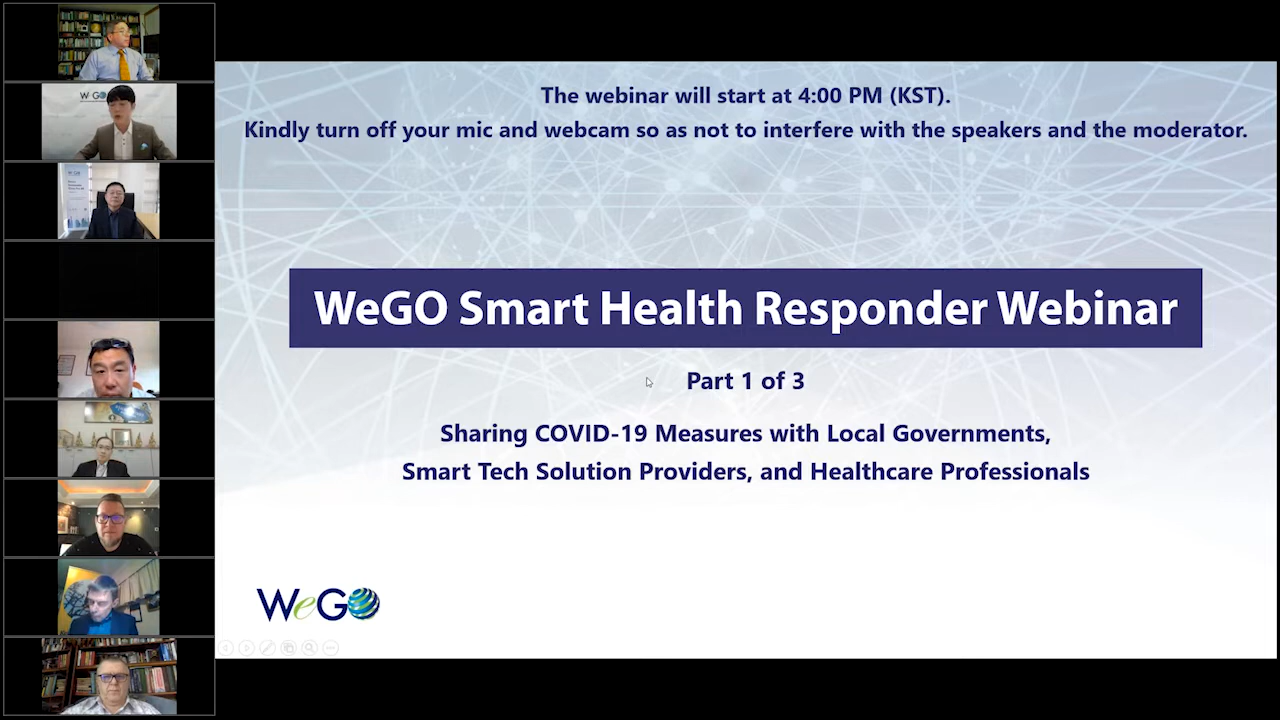 The webinar will start at 4:00 PM (KST).
Kindly turn off your mic and webcam so as not to interfere with the speakers and the moderator.
WeGO Smart Health Responder Webinar
Part 1 of 3
Sharing COVID-19 Measures with Local Governments,
Smart Tech Solution Providers, and Healthcare Professionals
WeGO